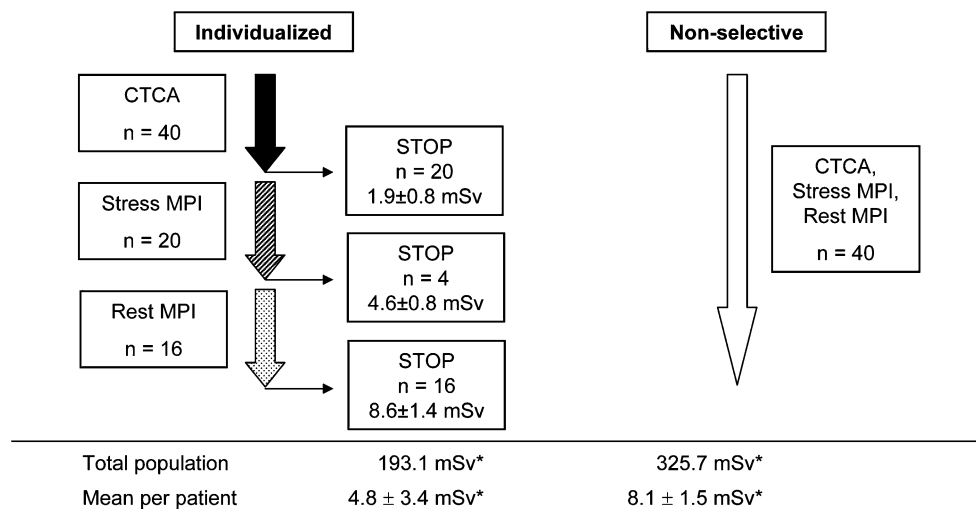 Individualized
Non-selective
CTCA
n = 40
STOP
n = 20
1.9±0.8 mSv
Stress MPI
n = 20
STOP
n = 4
4.6±0.8 mSv
Rest MPI
n = 16
STOP
n = 16
8.6±1.4 mSv
CTCA,
Stress MPI,
Rest MPI
n = 40
Total population 193.1 mSv* 325.7 mSv*
Mean per patient 4.8 ± 3.4 mSv* 8.1 ± 1.5 mSv*